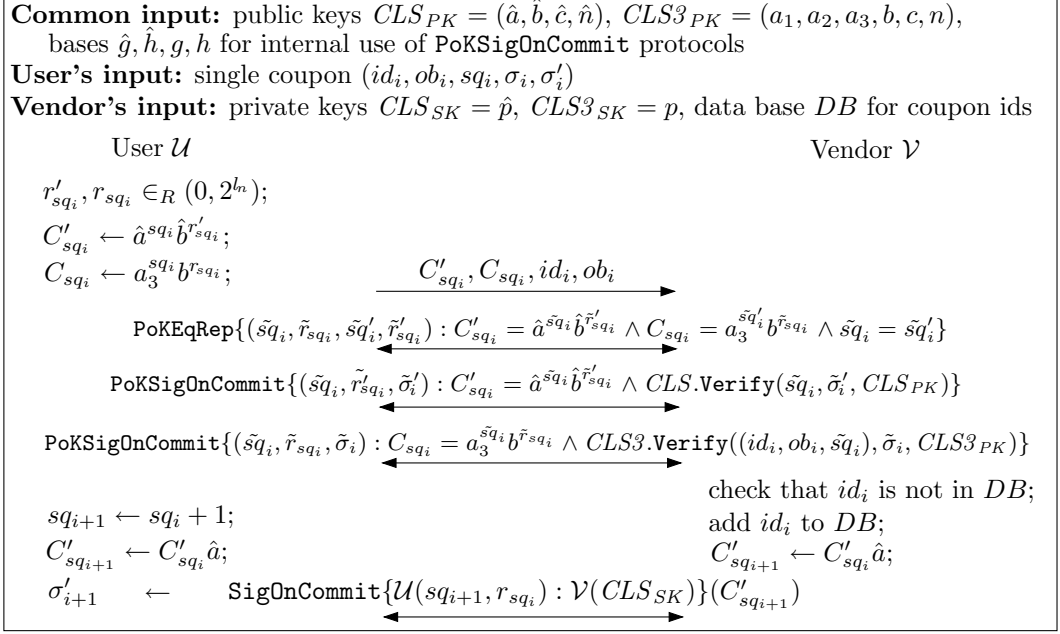 Common input: public keys CLS_PK = (â, b̂, ĉ, n̂), CLS3_PK = (a_1, a_2, a_3, b, c, n),
bases ĝ, ĥ, g, h for internal use of PoKSigOnCommit protocols
User's input: single coupon (id_i, ob_i, sq_i, σ_i, σ'_i)
Vendor's input: private keys CLS_SK = p̂, CLS3_SK = p, data base DB for coupon ids
User 𝒰 Vendor 𝒱
r'_{sq_i}, r_{sq_i} ∈_R (0, 2^{l_n});
C'_{sq_i} ← â^{sq_i} b̂^{r'_{sq_i}};
C_{sq_i} ← a_3^{sq_i} b^{r_{sq_i}}; C'_{sq_i}, C_{sq_i}, id_i, ob_i
PoKEqRep{(s̃q_i, r̃_{sq_i}, s̃q'_i, r̃'_{sq_i}) : C'_{sq_i} = â^{s̃q_i} b̂^{r̃'_{sq_i}} ∧ C_{sq_i} = a_3^{s̃q'_i} b^{r̃_{sq_i}} ∧ s̃q_i = s̃q'_i}
PoKSigOnCommit{(s̃q_i, r̃'_{sq_i}, σ̃'_i) : C'_{sq_i} = â^{s̃q_i} b̂^{r̃'_{sq_i}} ∧ CLS.Verify(s̃q_i, σ̃'_i, CLS_PK)}
PoKSigOnCommit{(s̃q_i, r̃_{sq_i}, σ̃_i) : C_{sq_i} = a_3^{s̃q_i} b^{r̃_{sq_i}} ∧ CLS3.Verify((id_i, ob_i, s̃q_i), σ̃_i, CLS3_PK)}
check that id_i is not in DB;
sq_{i+1} ← sq_i + 1; add id_i to DB;
C'_{sq_{i+1}} ← C'_{sq_i} â; C'_{sq_{i+1}} ← C'_{sq_i} â;
σ'_{i+1} ← SigOnCommit{𝒰(sq_{i+1}, r_{sq_i}) : 𝒱(CLS_SK)}(C'_{sq_{i+1}})